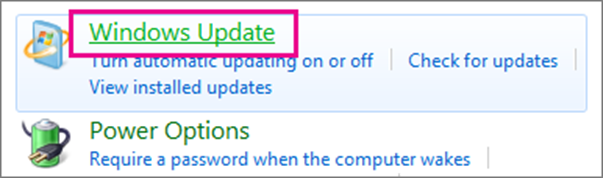 Windows Update
Turn automatic updating on or off | Check for updates |
View installed updates
Power Options
Require a password when the computer wakes |